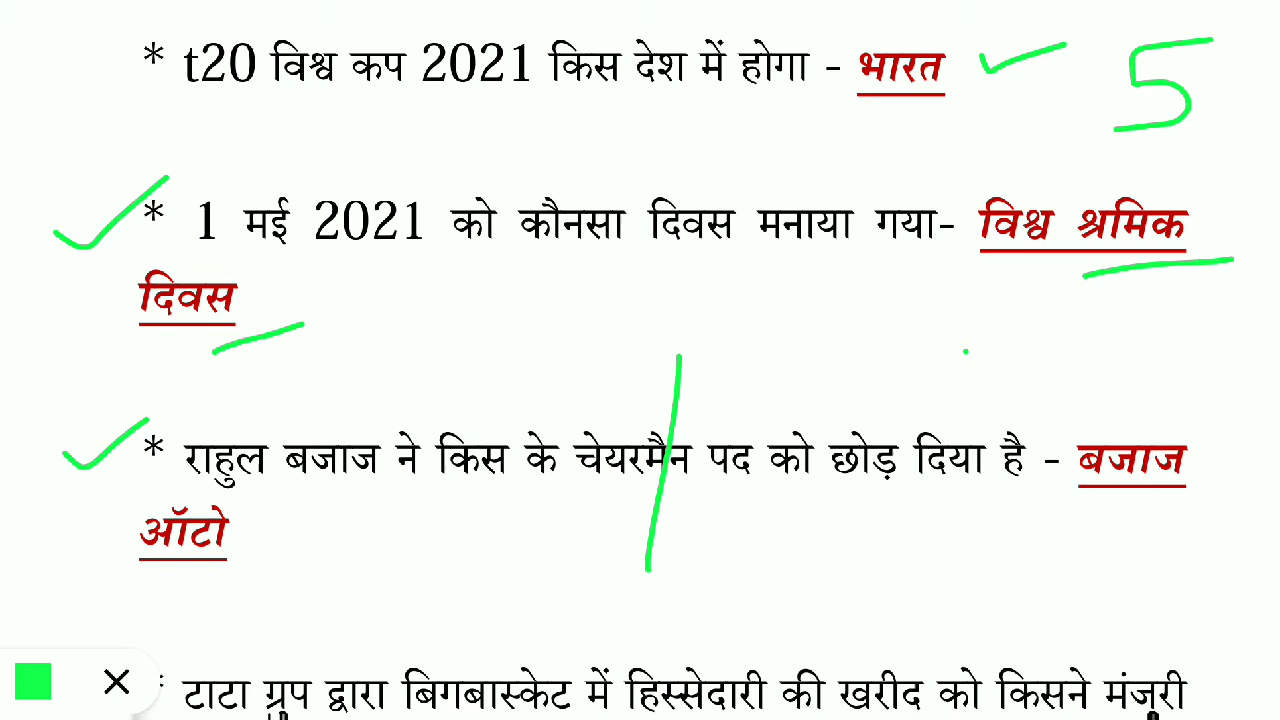 * t20 विश्व कप 2021 किस देश में होगा - भारत
5
* 1 मई 2021 को कौनसा दिवस मनाया गया- विश्व श्रमिक
दिवस
* राहुल बजाज ने किस के चेयरमैन पद को छोड़ दिया है - बजाज
ऑटो
* टाटा ग्रुप द्वारा बिगबास्केट में हिस्सेदारी की खरीद को किसने मंजूरी